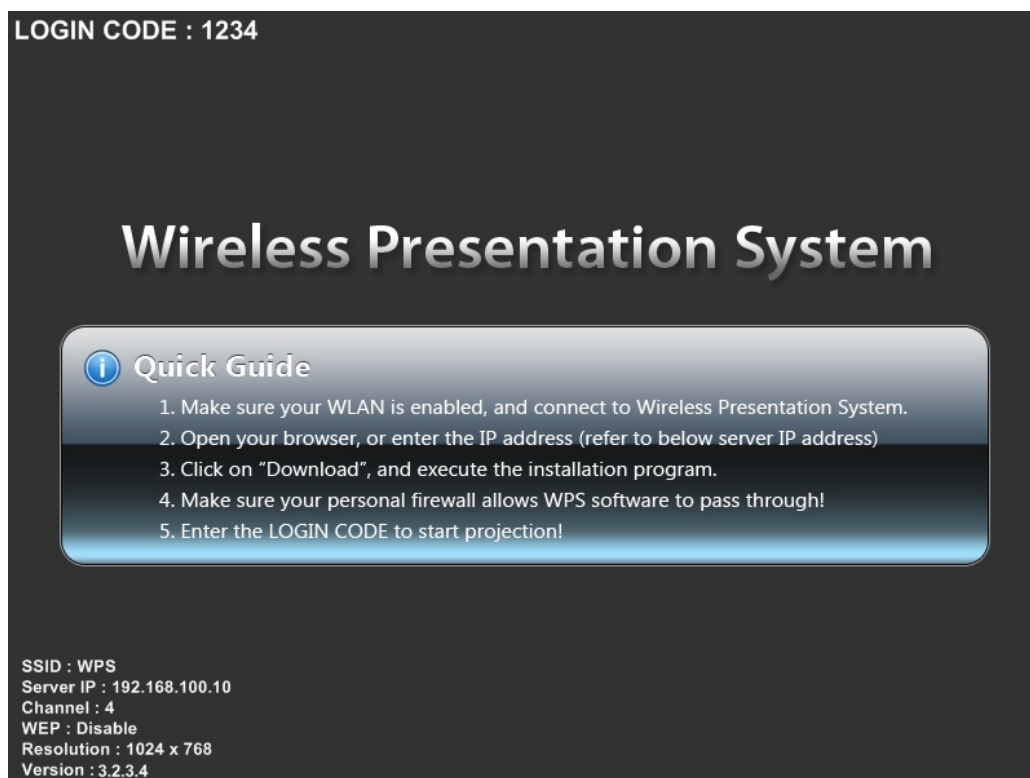 LOGIN CODE : 1234
Wireless Presentation System
Quick Guide
1. Make sure your WLAN is enabled, and connect to Wireless Presentation System.
2. Open your browser, or enter the IP address (refer to below server IP address)
3. Click on “Download”, and execute the installation program.
4. Make sure your personal firewall allows WPS software to pass through!
5. Enter the LOGIN CODE to start projection!
SSID : WPS
Server IP : 192.168.100.10
Channel : 4
WEP : Disable
Resolution : 1024 x 768
Version : 3.2.3.4